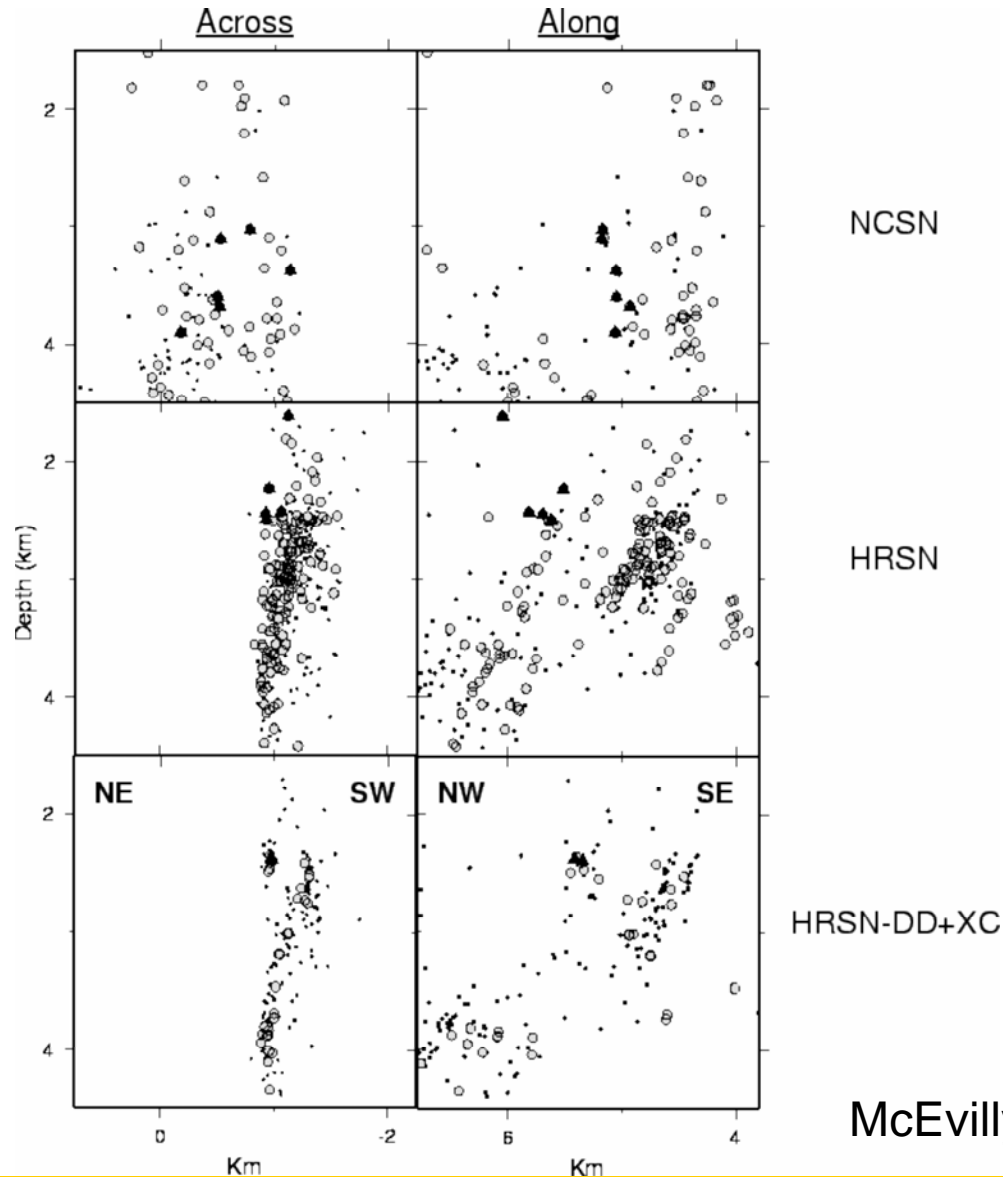 Across Along
2
4
NCSN
2
4
HRSN
Depth (km)
NE SW NW SE
2
4
HRSN-DD+XC
0 -2 6 4
Km Km